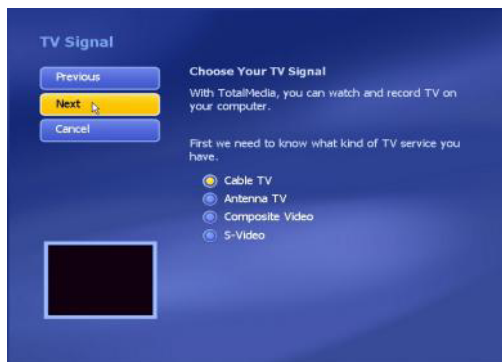 TV Signal
Previous
Next
Cancel
Choose Your TV Signal
With TotalMedia, you can watch and record TV on
your computer.
First we need to know what kind of TV service you
have.
Cable TV
Antenna TV
Composite Video
S-Video